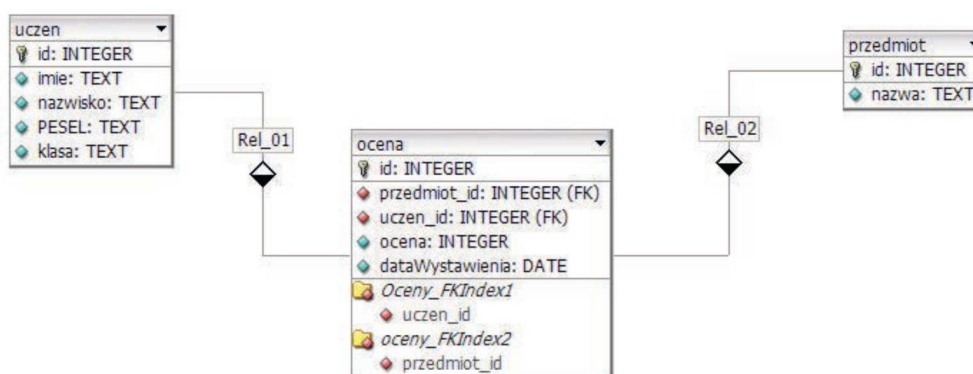 uczen
id: INTEGER
imie: TEXT
nazwisko: TEXT
PESEL: TEXT
klasa: TEXT
Rel_01
ocena
id: INTEGER
przedmiot_id: INTEGER (FK)
uczen_id: INTEGER (FK)
ocena: INTEGER
dataWystawienia: DATE
Oceny_FKIndex1
uczen_id
oceny_FKIndex2
przedmiot_id
Rel_02
przedmiot
id: INTEGER
nazwa: TEXT